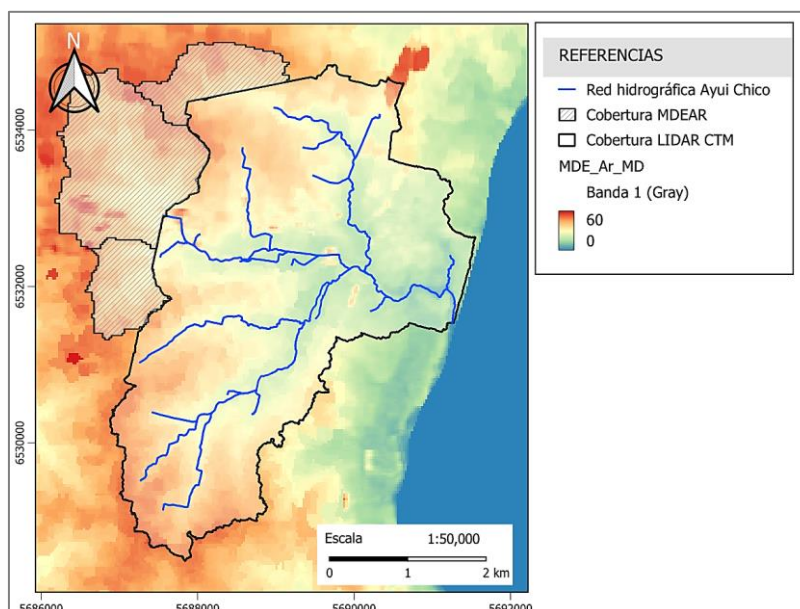 N
6534000
6532000
6530000
5686000
5688000
5690000
5692000
Escala 1:50,000
0 1 2 km
REFERENCIAS
Red hidrográfica Ayui Chico
Cobertura MDEAR
Cobertura LIDAR CTM
MDE_Ar_MD
Banda 1 (Gray)
60
0